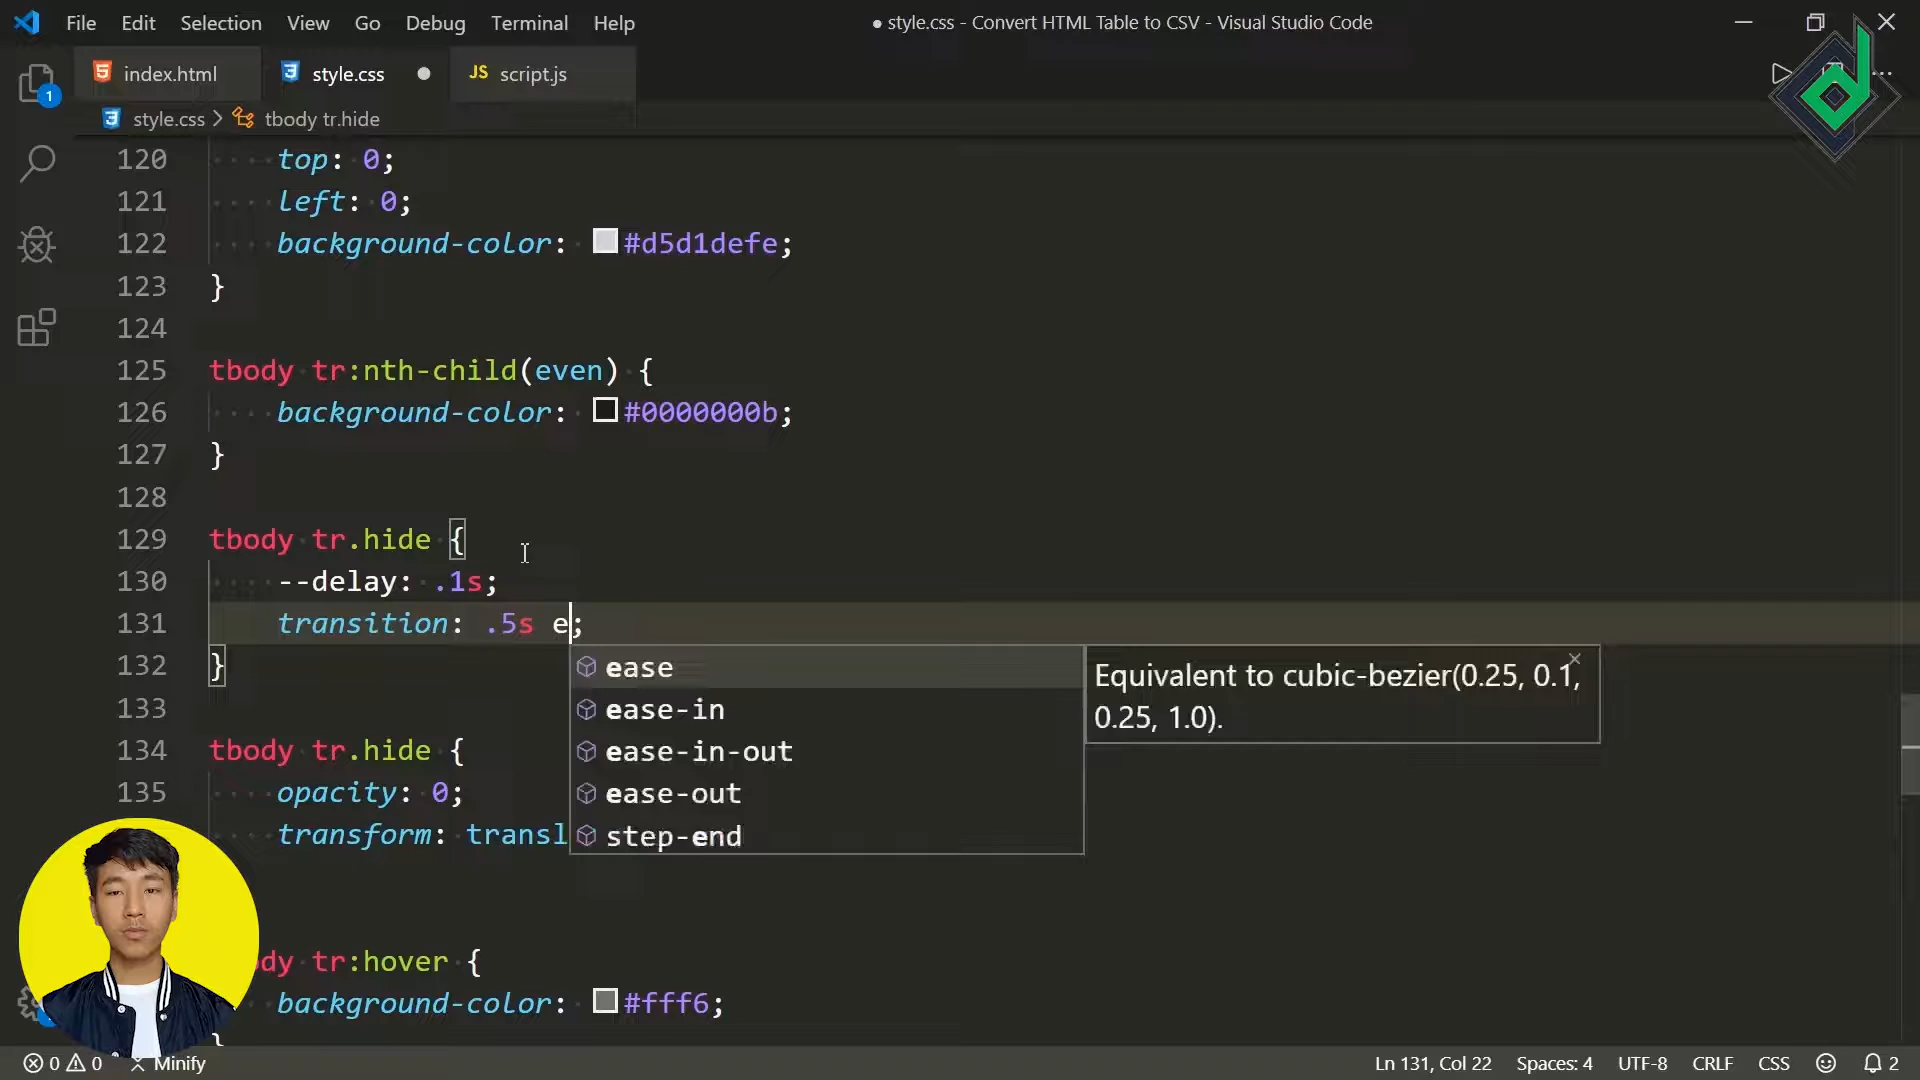 File Edit Selection View Go Debug Terminal Help
● style.css - Convert HTML Table to CSV - Visual Studio Code
index.html
style.css ●
JS script.js
1
style.css > tbody tr.hide
120 top: 0;
121 left: 0;
122 background-color: #d5d1defe;
123 }
124
125 tbody tr:nth-child(even) {
126 background-color: #0000000b;
127 }
128
129 tbody tr.hide {
130 --delay: .1s;
131 transition: .5s e;
132 }
133
134 tbody tr.hide {
135 opacity: 0;
transform: transl
ease
ease-in
ease-in-out
ease-out
step-end
Equivalent to cubic-bezier(0.25, 0.1,
0.25, 1.0).
dy tr:hover {
background-color: #fff6;
}
0 0 Minify
Ln 131, Col 22 Spaces: 4 UTF-8 CRLF CSS 2